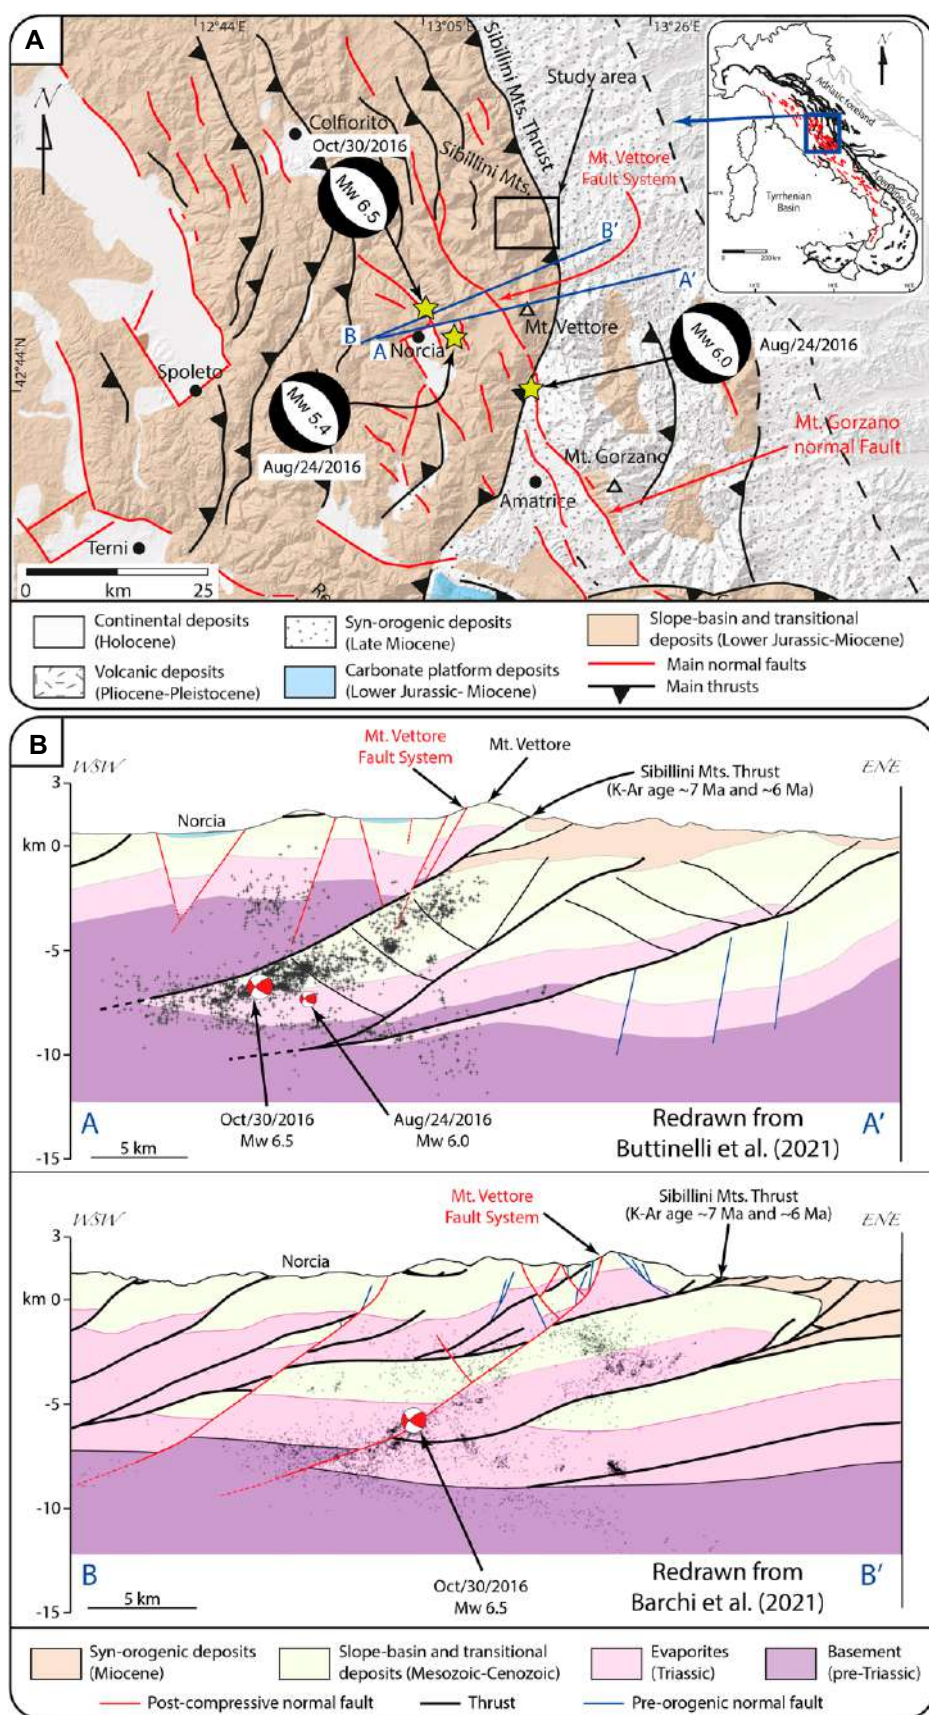 A
12°44'E
13°05'E
13°26'E
N
Colfiorito
Oct/30/2016
Mw 6.5
Sibillini Mts. Thrust
Sibillini Mts.
Study area
Mt. Vettore
Fault System
N
Adriatic foreland
Apennines front
Tyrrhenian
Basin
0
200 km
B'
A'
B
A
Norcia
Mt. Vettore
Mw 6.0
Aug/24/2016
42°44'N
Spoleto
Mw 5.4
Aug/24/2016
Mt. Gorzano
normal Fault
Mt. Gorzano
Amatrice
Terni
0
km
25
Continental deposits
(Holocene)
Syn-orogenic deposits
(Late Miocene)
Slope-basin and transitional
deposits (Lower Jurassic-Miocene)
Volcanic deposits
(Pliocene-Pleistocene)
Carbonate platform deposits
(Lower Jurassic- Miocene)
Main normal faults
Main thrusts
B
WSW
Mt. Vettore
Fault System
Mt. Vettore
Sibillini Mts. Thrust
(K-Ar age ~7 Ma and ~6 Ma)
ENE
3
Norcia
km 0
-5
-10
Oct/30/2016
Mw 6.5
Aug/24/2016
Mw 6.0
A
Redrawn from
Buttinelli et al. (2021)
A'
-15
5 km
WSW
Mt. Vettore
Fault System
Sibillini Mts. Thrust
(K-Ar age ~7 Ma and ~6 Ma)
ENE
3
Norcia
km 0
-5
-10
B
Oct/30/2016
Mw 6.5
Redrawn from
Barchi et al. (2021)
B'
-15
5 km
Syn-orogenic deposits
(Miocene)
Slope-basin and transitional
deposits (Mesozoic-Cenozoic)
Evaporites
(Triassic)
Basement
(pre-Triassic)
Post-compressive normal fault
Thrust
Pre-orogenic normal fault